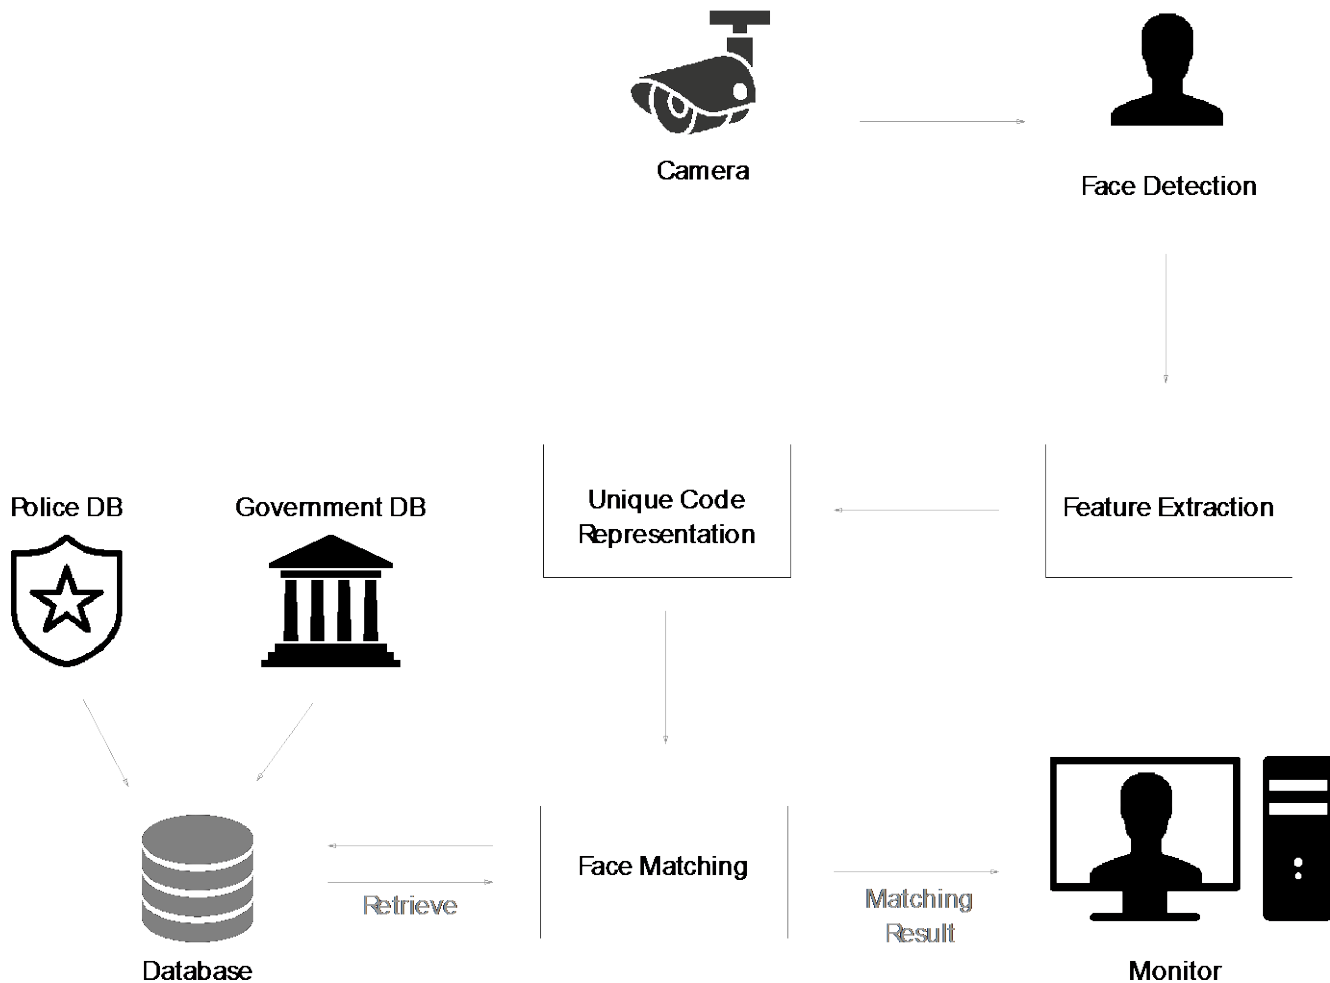 Camera
Face Detection
Police DB
Government DB
Unique Code
Representation
Feature Extraction
Retrieve
Face Matching
Matching
Result
Database
Monitor